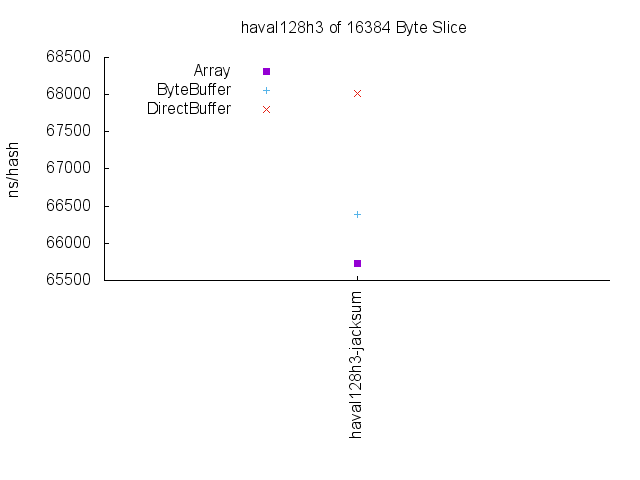 haval128h3 of 16384 Byte Slice
68500
68000
67500
67000
66500
66000
65500
ns/hash
Array
ByteBuffer
DirectBuffer
haval128h3-jacksum